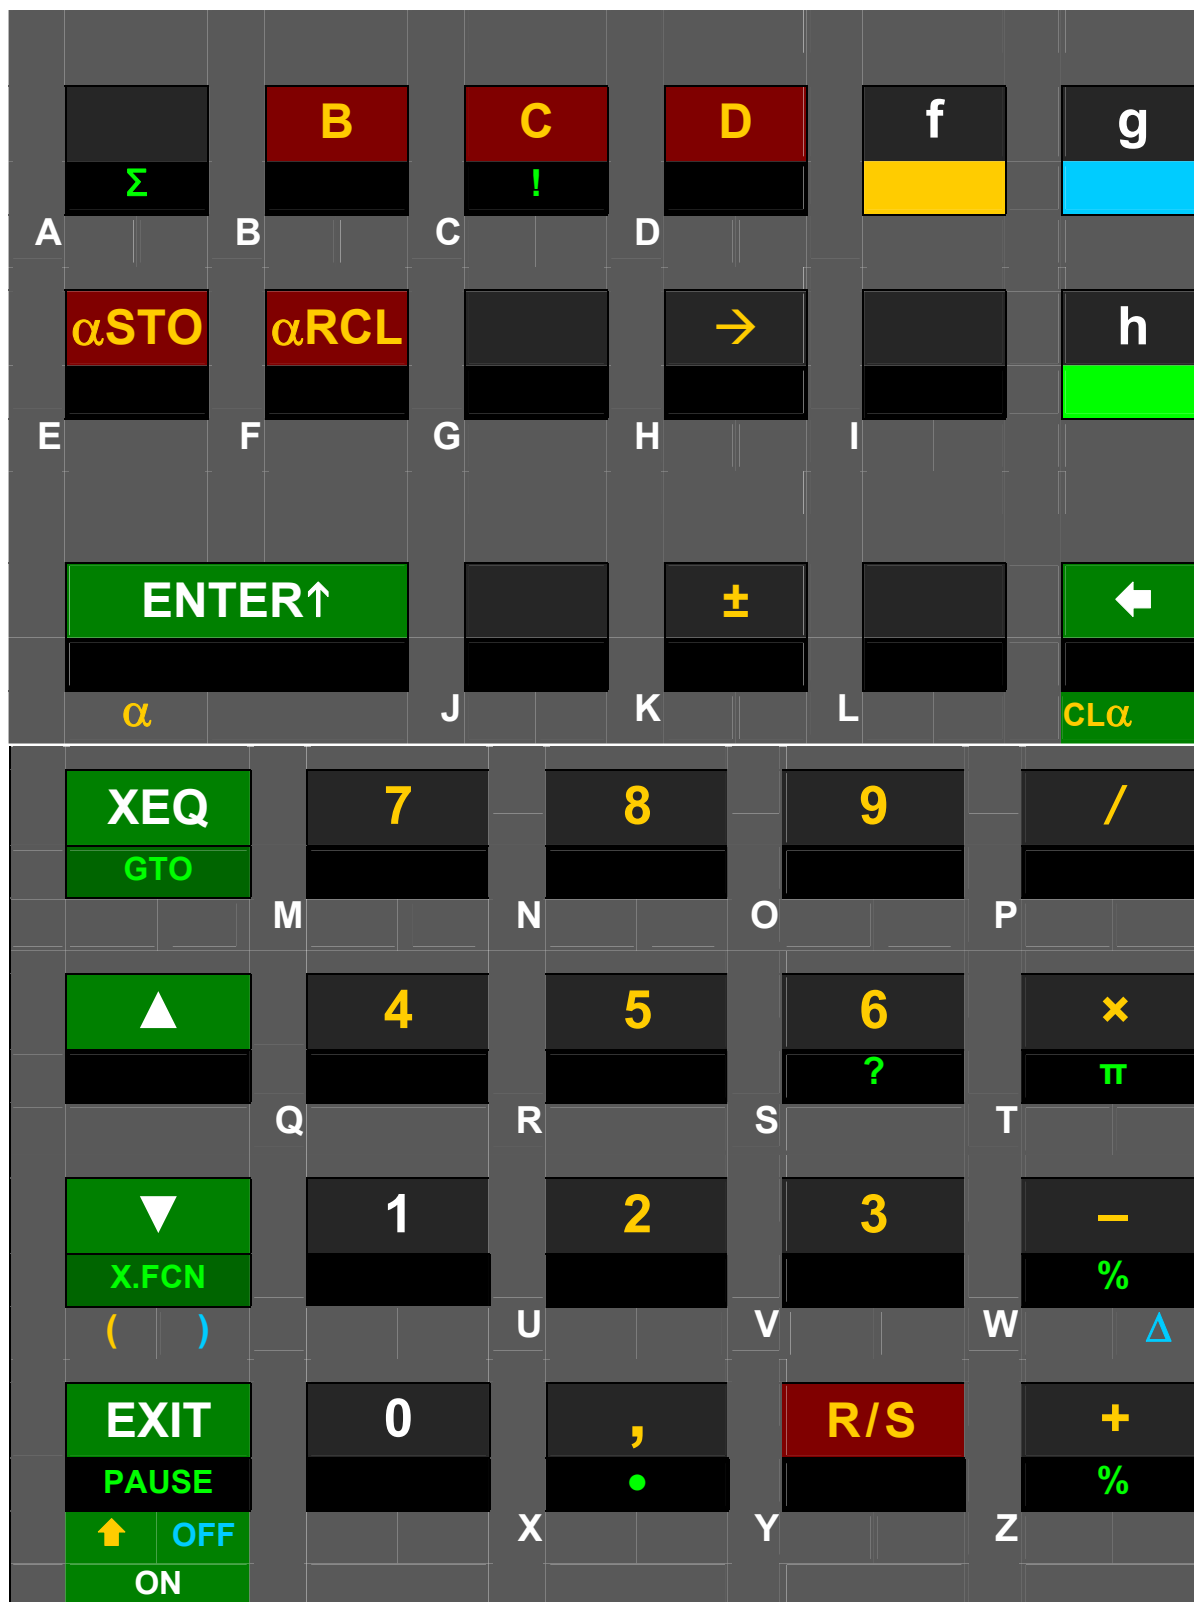 B C D f g
Σ !
A B C D
αSTO αRCL → h
E F G H I
ENTER↑ ± 🡄
α J K L CLα
XEQ 7 8 9 /
GTO
M N O P
▲ 4 5 6 ×
? π
Q R S T
▼ 1 2 3 –
X.FCN %
( ) U V W Δ
EXIT 0 , R/S +
PAUSE • %
🡅 OFF X Y Z
ON